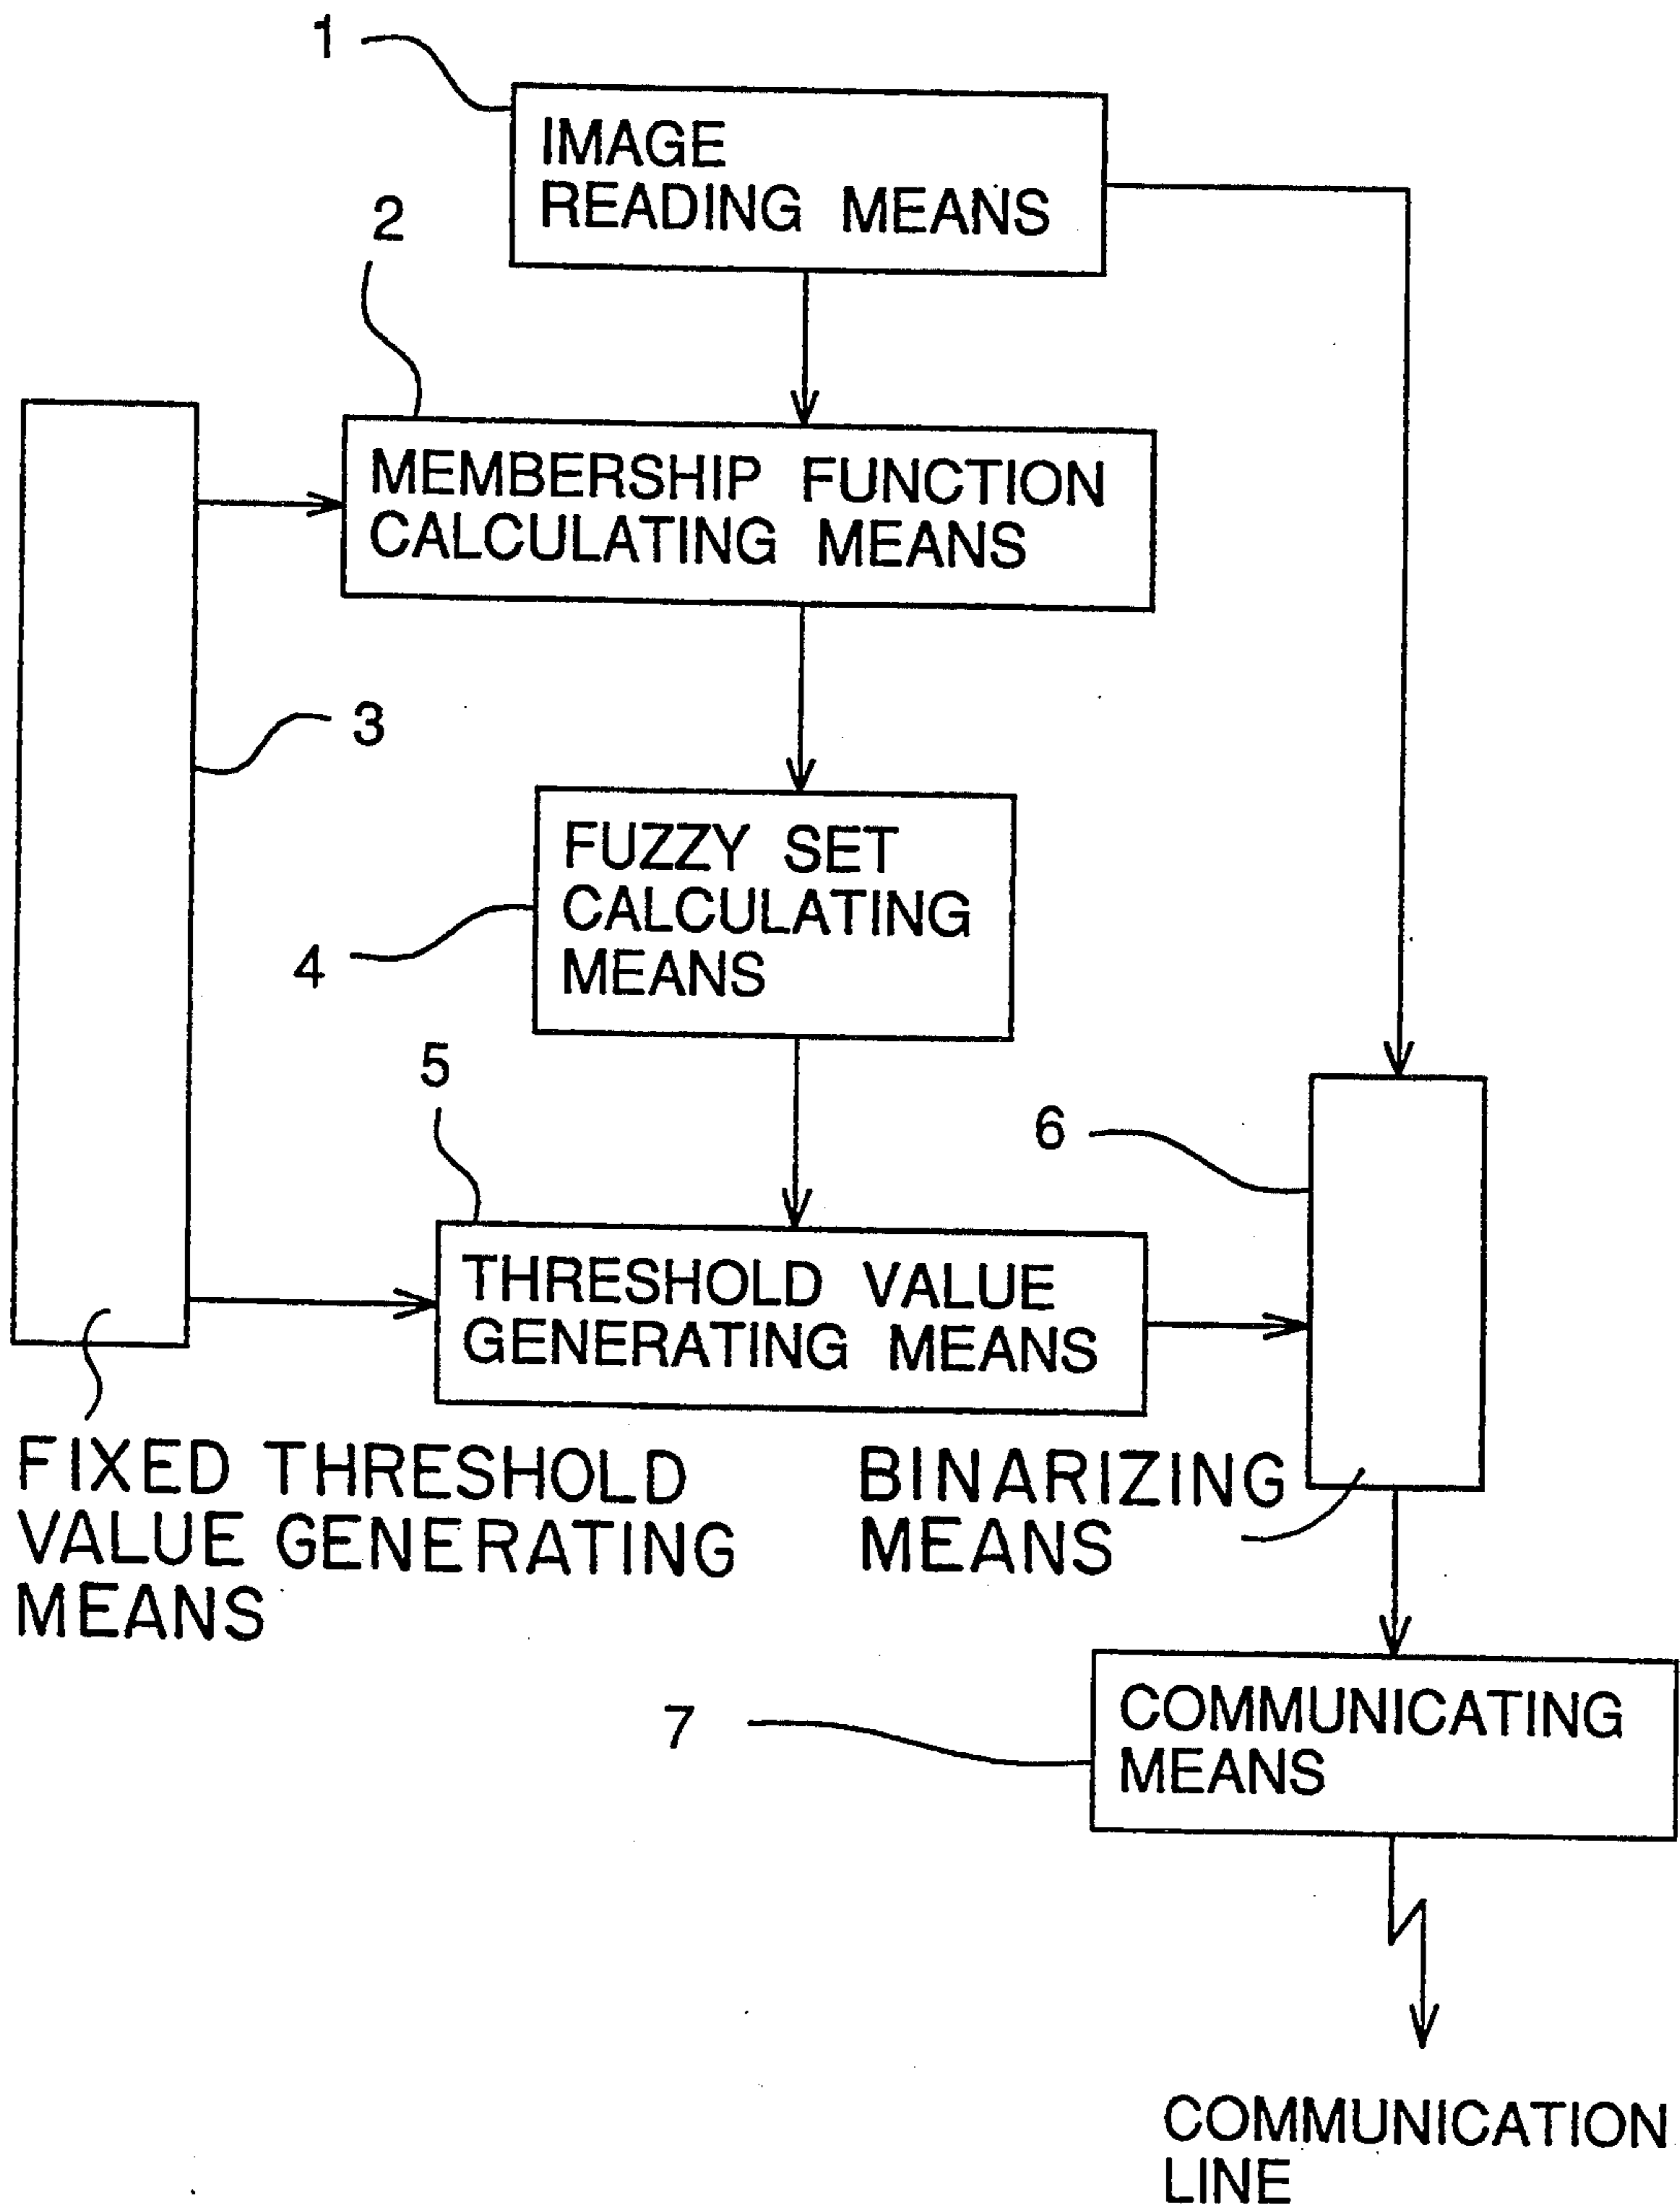 1
IMAGE
READING MEANS
2
MEMBERSHIP FUNCTION
CALCULATING MEANS
3
FUZZY SET
CALCULATING
MEANS
4
5
6
THRESHOLD VALUE
GENERATING MEANS
FIXED THRESHOLD
VALUE GENERATING
MEANS
BINARIZING
MEANS
7
COMMUNICATING
MEANS
COMMUNICATION
LINE